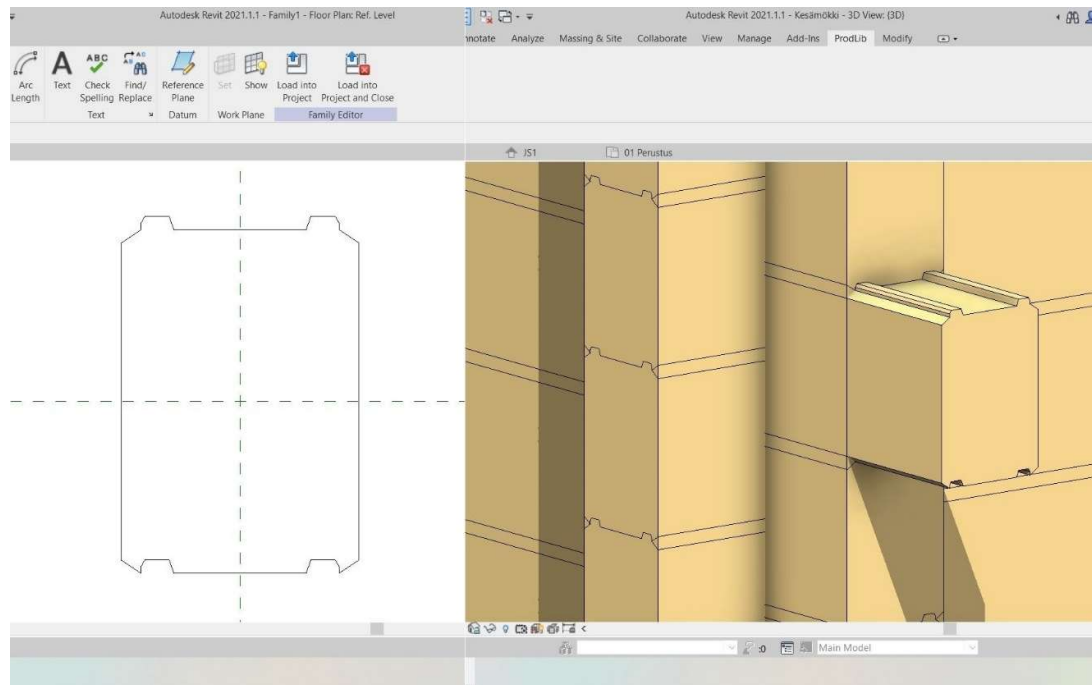 Autodesk Revit 2021.1.1 - Family1 - Floor Plan: Ref. Level
Arc Length
Text
ABC
Check Spelling
Find/ Replace
Reference Plane
Set
Show
Load into Project
Load into Project and Close
Text
Datum
Work Plane
Family Editor
Autodesk Revit 2021.1.1 - Kesämökki - 3D View: {3D}
Analyze Massing & Site Collaborate View Manage Add-Ins ProdLib Modify
JS1
01 Perustus
:0
Main Model